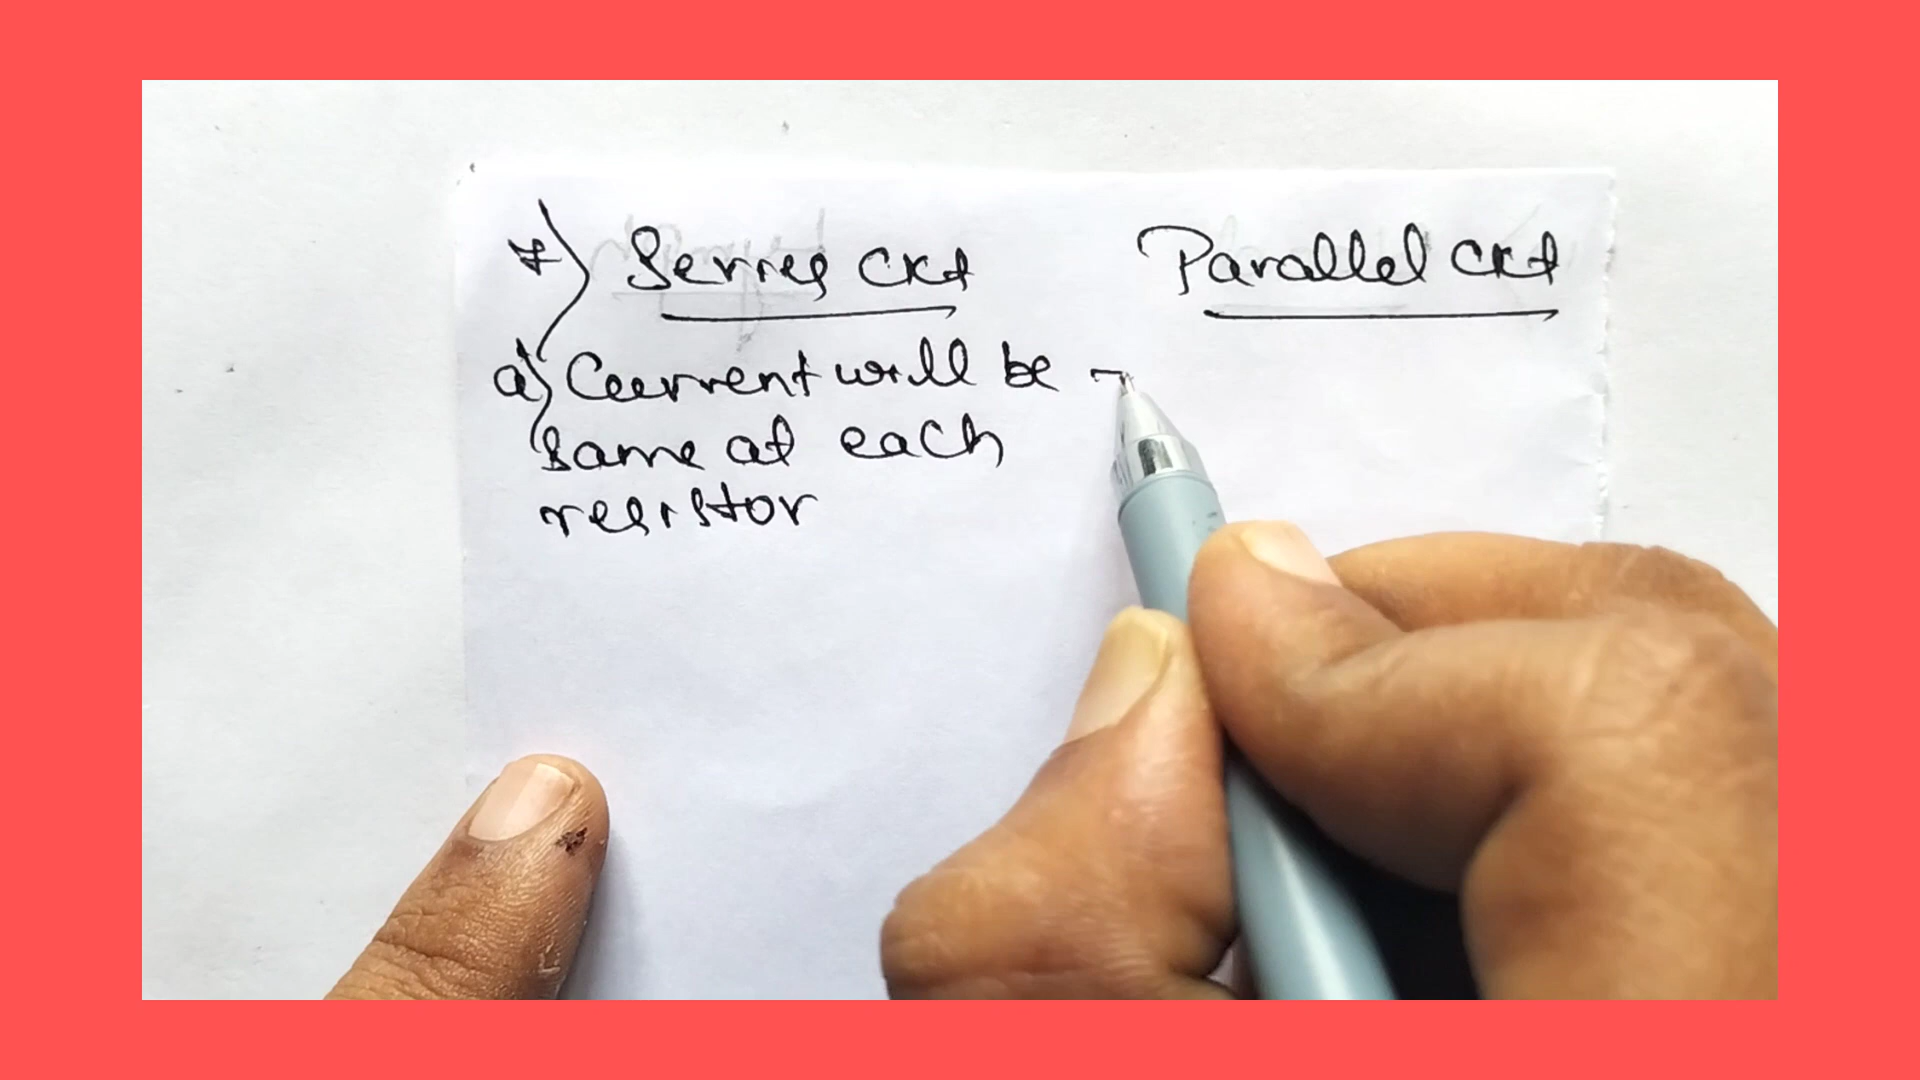 *) Series ckt Parallel ckt
a) Current will be
same at each
resistor